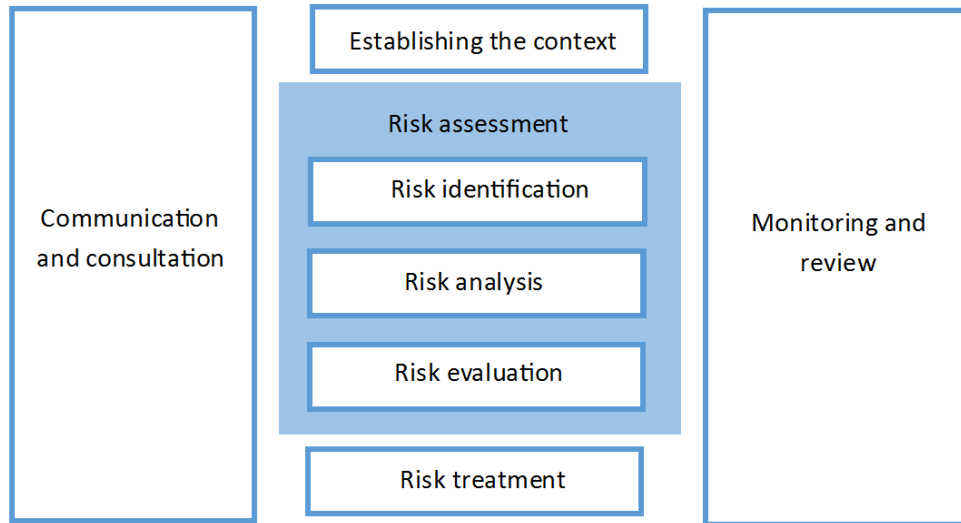 Establishing the context
Risk assessment
Risk identification
Risk analysis
Risk evaluation
Risk treatment
Communication
and consultation
Monitoring and
review